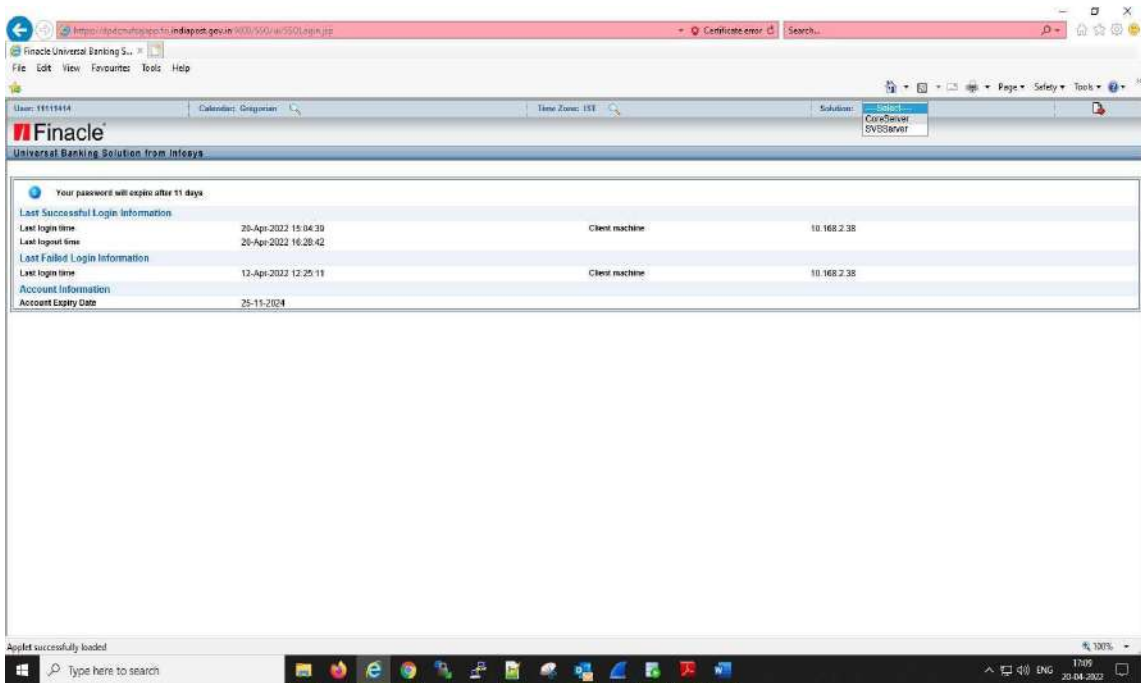 indiapost.gov.in
Certificate error
Search...
Finacle Universal Banking S...
File Edit View Favourites Tools Help
Page Safety Tools
User: 11111414 Calendar: Gregorian Time Zone: IST Solution: ---Select---
CoreServer
SVSServer
Finacle
Universal Banking Solution from Infosys
Your password will expire after 11 days
Last Successful Login Information
Last login time 20-Apr-2022 15:04:39 Client machine 10.168.2.38
Last logout time 20-Apr-2022 16:28:42
Last Failed Login Information
Last login time 12-Apr-2022 12:25:11 Client machine 10.168.2.38
Account Information
Account Expiry Date 25-11-2024
Applet successfully loaded 100%
Type here to search ENG 17:09
20-04-2022